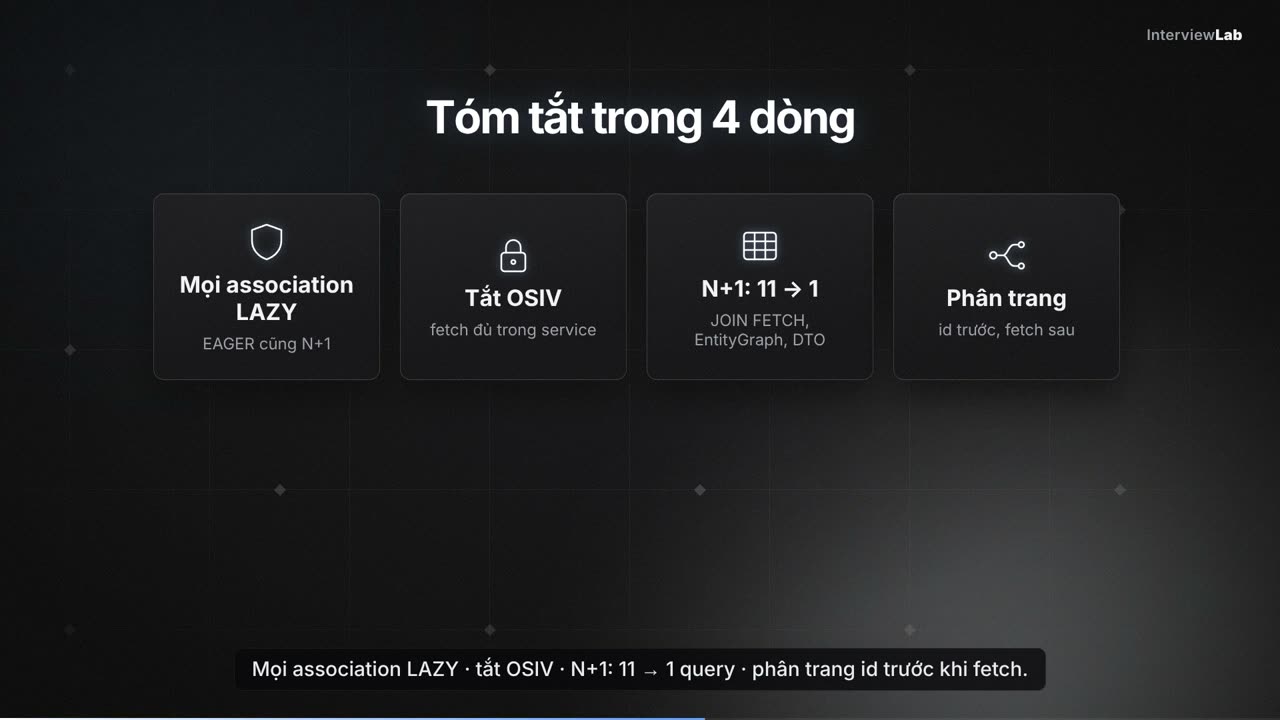 InterviewLab
Tóm tắt trong 4 dòng
Mọi association
LAZY
EAGER cũng N+1
Tắt OSIV
fetch đủ trong service
N+1: 11 → 1
JOIN FETCH,
EntityGraph, DTO
Phân trang
id trước, fetch sau
Mọi association LAZY · tắt OSIV · N+1: 11 → 1 query · phân trang id trước khi fetch.